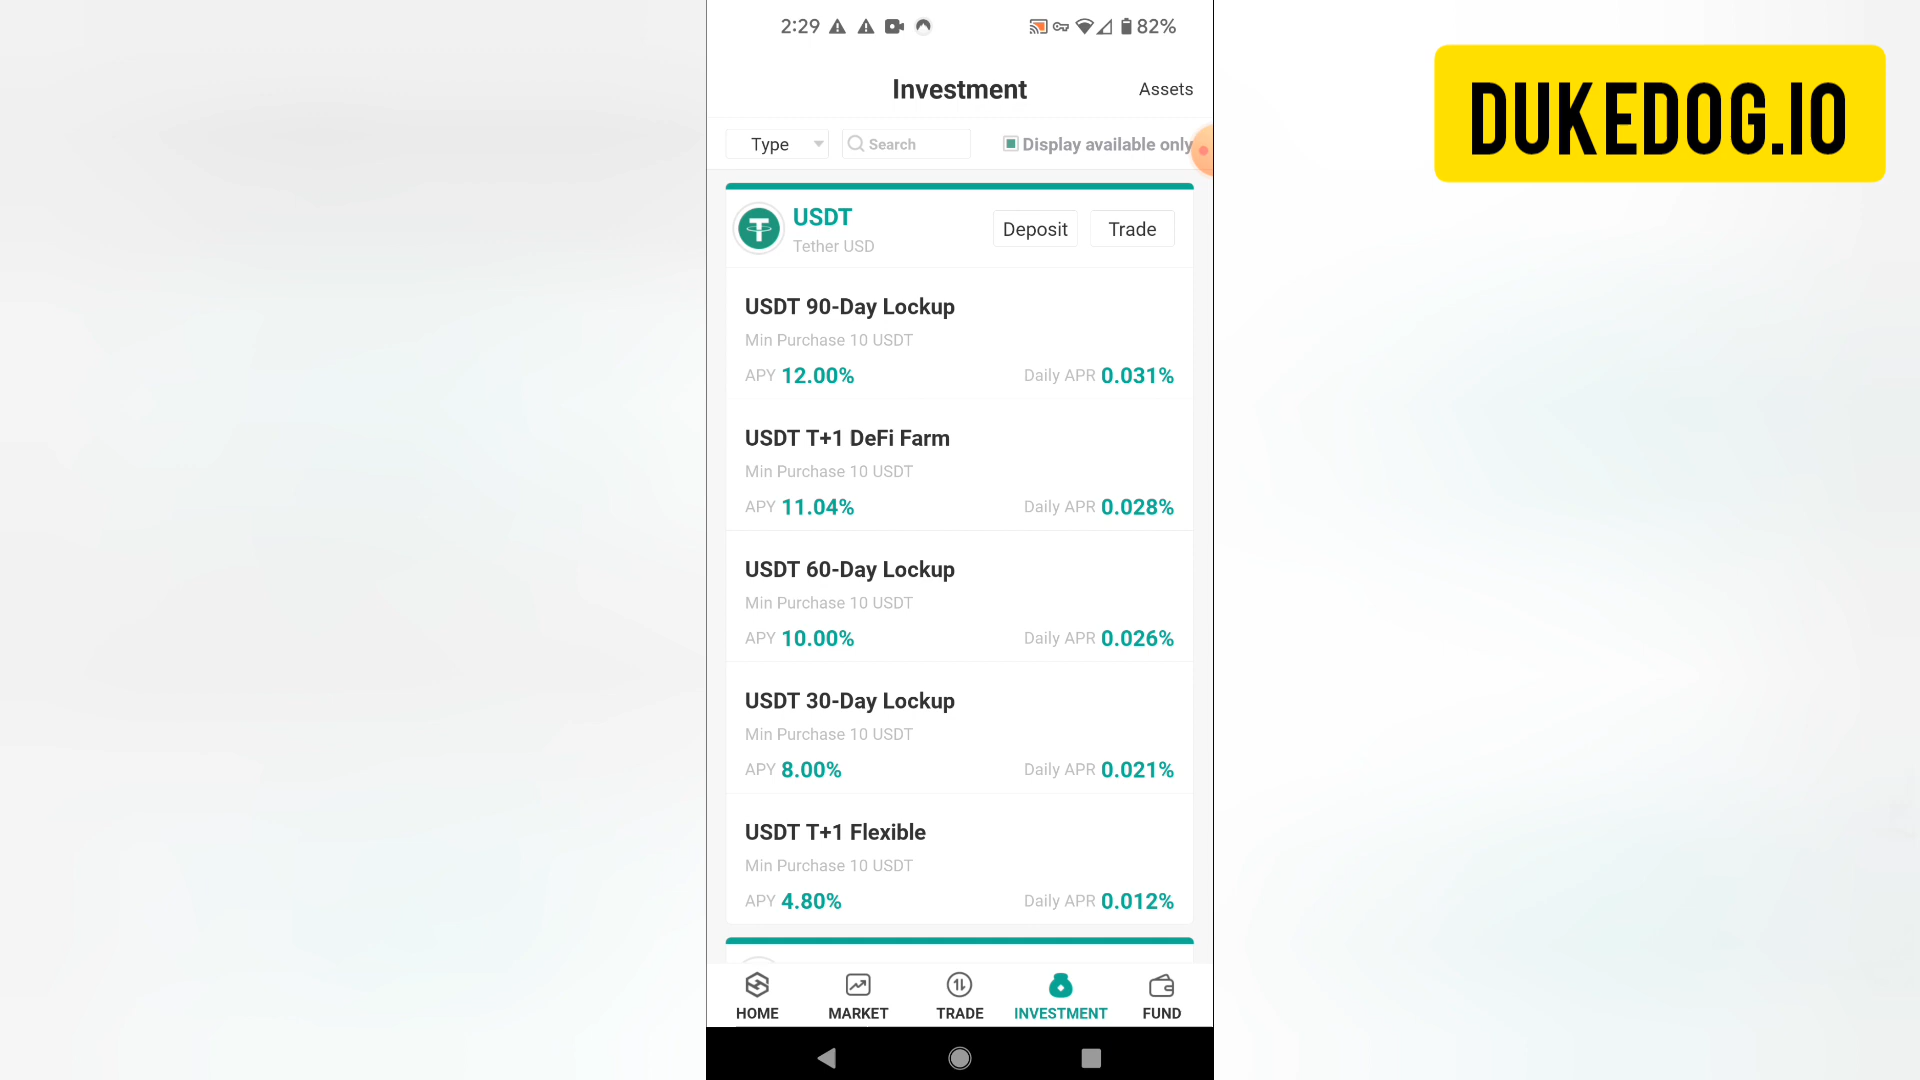 2:29 82%
DUKEDOG.IO
Investment Assets
Type Search Display available only
USDT
Tether USD
Deposit Trade
USDT 90-Day Lockup
Min Purchase 10 USDT
APY 12.00% Daily APR 0.031%
USDT T+1 DeFi Farm
Min Purchase 10 USDT
APY 11.04% Daily APR 0.028%
USDT 60-Day Lockup
Min Purchase 10 USDT
APY 10.00% Daily APR 0.026%
USDT 30-Day Lockup
Min Purchase 10 USDT
APY 8.00% Daily APR 0.021%
USDT T+1 Flexible
Min Purchase 10 USDT
APY 4.80% Daily APR 0.012%
HOME MARKET TRADE INVESTMENT FUND